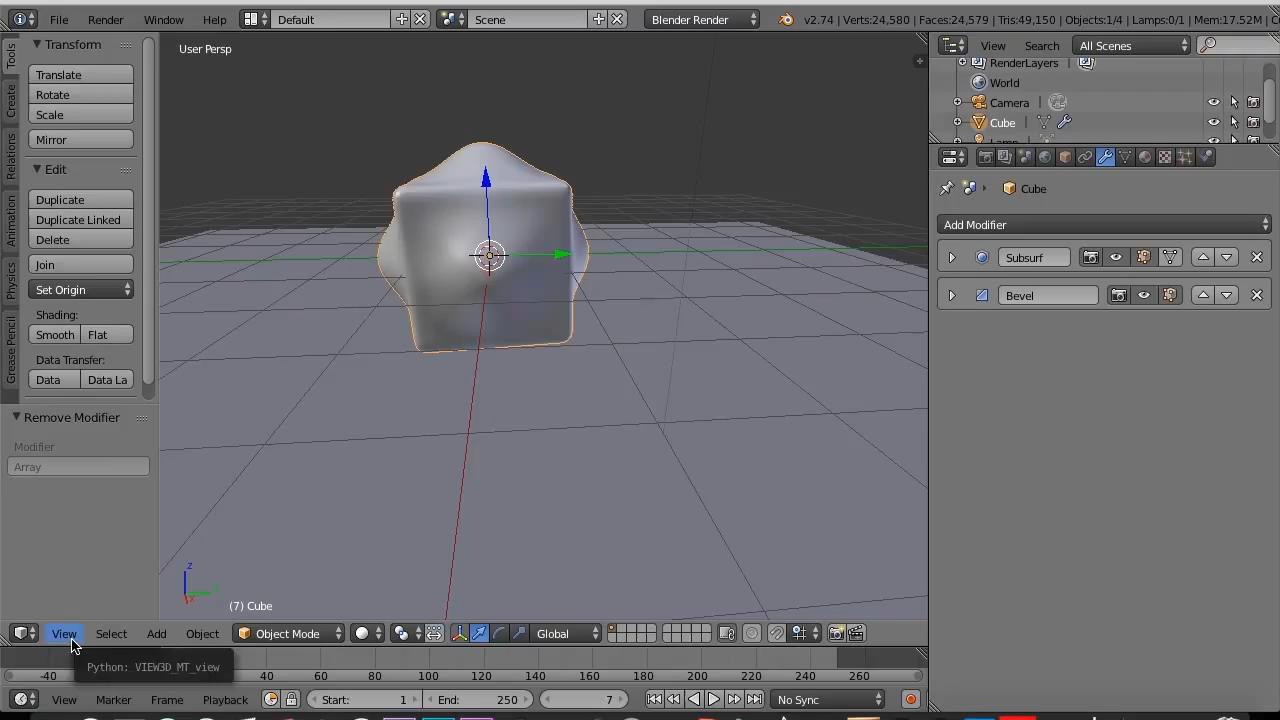 File Render Window Help Default Scene Blender Render v2.74 | Verts:24,580 | Faces:24,579 | Tris:49,150 | Objects:1/4 | Lamps:0/1 | Mem:17.52M |
Tools
Create
Relations
Animation
Physics
Grease Pencil
Transform
Translate
Rotate
Scale
Mirror
Edit
Duplicate
Duplicate Linked
Delete
Join
Set Origin
Shading:
Smooth Flat
Data Transfer:
Data Data La
Remove Modifier
Modifier
Array
User Persp
z
(7) Cube
View Search All Scenes
RenderLayers
World
Camera
Cube
Lamp
Cube
Add Modifier
Subsurf
Bevel
View Select Add Object Object Mode Global
Python: VIEW3D_MT_view
-40 40 60 80 100 120 140 160 180 200 220 240 260
View Marker Frame Playback Start: 1 End: 250 7 No Sync